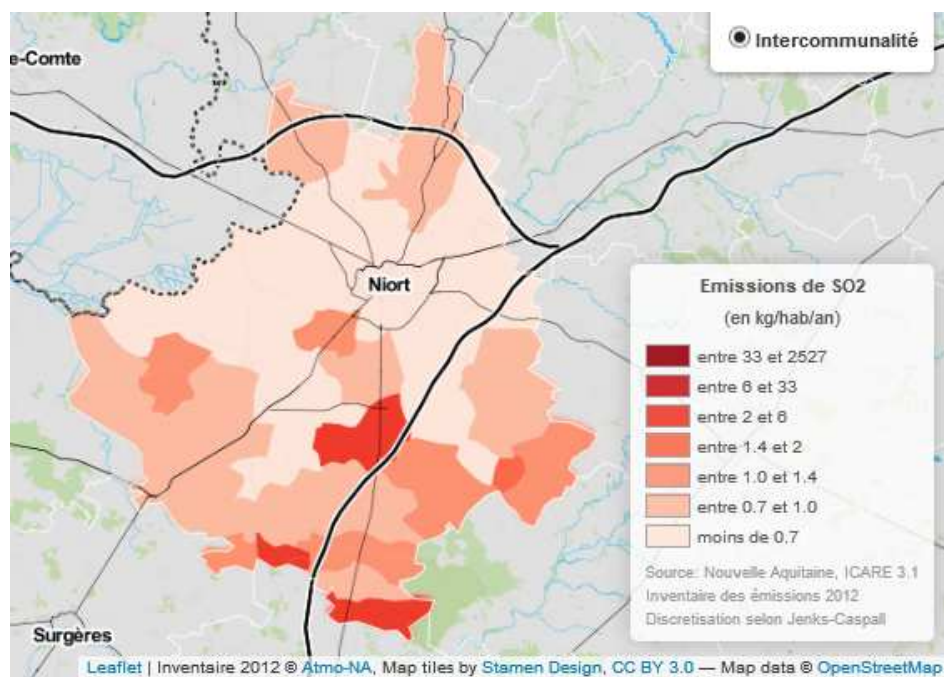 Intercommunalité
e-Comte
Niort
Emissions de SO2
(en kg/hab/an)
entre 33 et 2527
entre 6 et 33
entre 2 et 6
entre 1.4 et 2
entre 1.0 et 1.4
entre 0.7 et 1.0
moins de 0.7
Source: Nouvelle Aquitaine, ICARE 3.1
Inventaire des émissions 2012
Discretisation selon Jenks-Caspall
Surgères
Leaflet | Inventaire 2012 © Atmo-NA, Map tiles by Stamen Design, CC BY 3.0 — Map data © OpenStreetMap